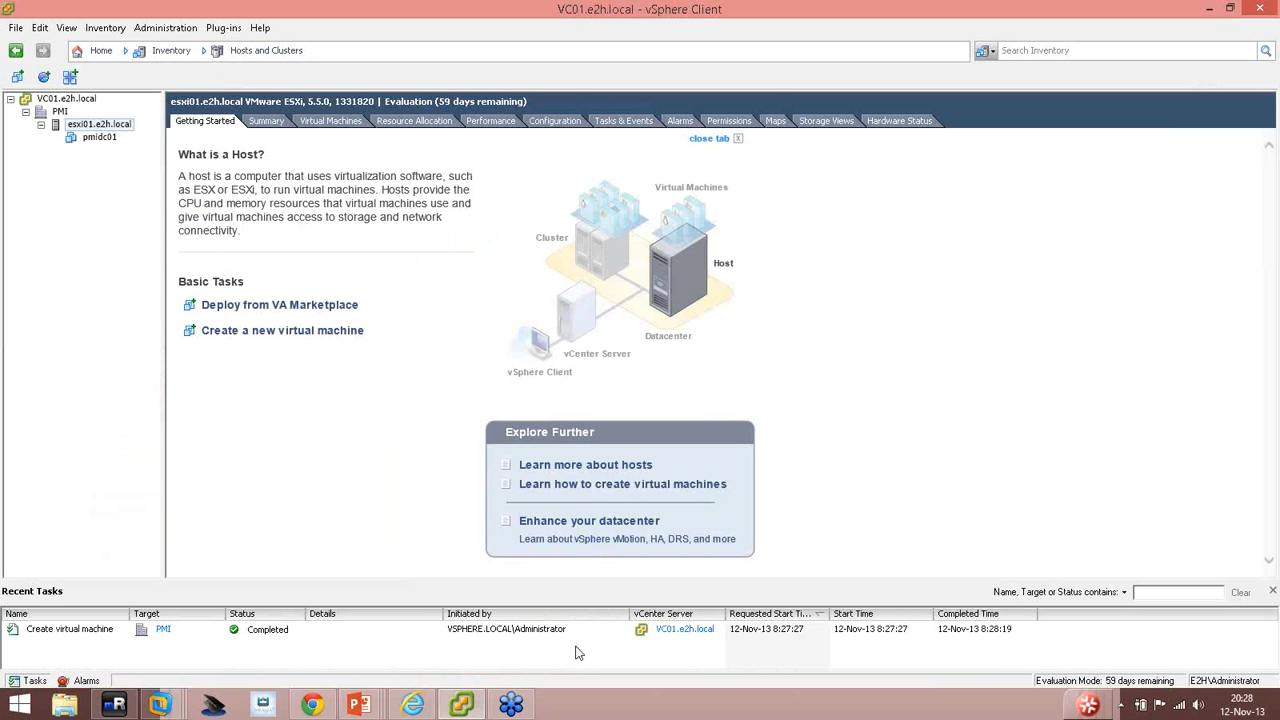 VC01.e2h.local - vSphere Client
File Edit View Inventory Administration Plug-ins Help
Home Inventory Hosts and Clusters
Search Inventory
VC01.e2h.local
PMI
esxi01.e2h.local
pmidc01
esxi01.e2h.local VMware ESXi, 5.5.0, 1331820 | Evaluation (59 days remaining)
Getting Started Summary Virtual Machines Resource Allocation Performance Configuration Tasks & Events Alarms Permissions Maps Storage Views Hardware Status
close tab X
What is a Host?
A host is a computer that uses virtualization software, such
as ESX or ESXi, to run virtual machines. Hosts provide the
CPU and memory resources that virtual machines use and
give virtual machines access to storage and network
connectivity.
Basic Tasks
Deploy from VA Marketplace
Create a new virtual machine
Virtual Machines
Cluster
Host
Datacenter
vCenter Server
vSphere Client
Explore Further
Learn more about hosts
Learn how to create virtual machines
Enhance your datacenter
Learn about vSphere vMotion, HA, DRS, and more
Recent Tasks
Name, Target or Status contains:
Clear
Name Target Status Details Initiated by vCenter Server Requested Start Ti... Start Time Completed Time
Create virtual machine PMI Completed VSPHERE.LOCAL\Administrator VC01.e2h.local 12-Nov-13 8:27:27 12-Nov-13 8:27:27 12-Nov-13 8:28:19
Tasks Alarms
Evaluation Mode: 59 days remaining E2H\Administrator
20:28
12-Nov-13